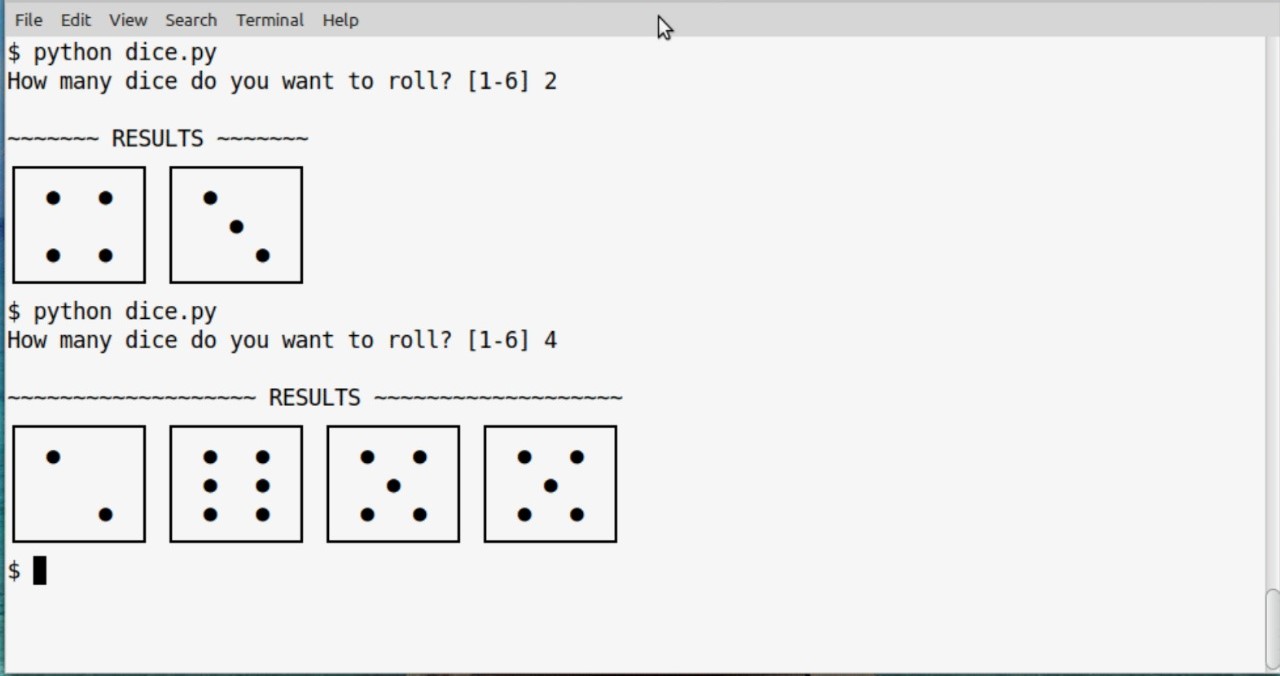 File Edit View Search Terminal Help
$ python dice.py
How many dice do you want to roll? [1-6] 2
~~~~~~~ RESULTS ~~~~~~~
$ python dice.py
How many dice do you want to roll? [1-6] 4
~~~~~~~~~~~~~~~~~~~ RESULTS ~~~~~~~~~~~~~~~~~~~
$